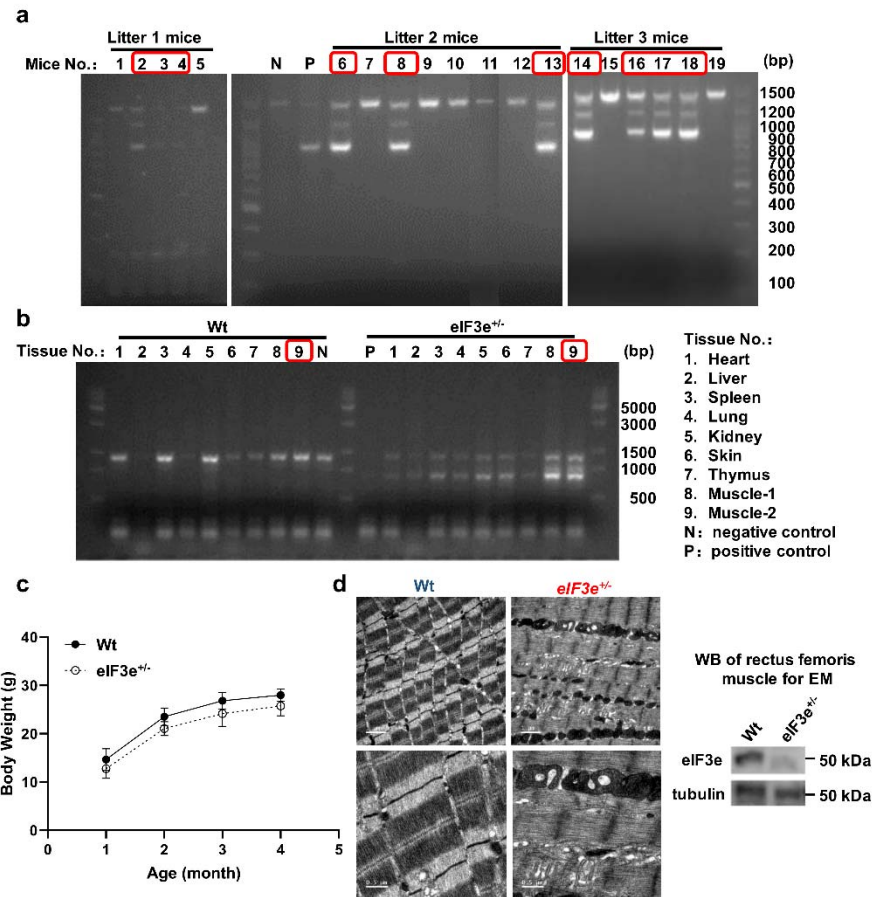 a
Litter 1 mice
Litter 2 mice
Litter 3 mice
Mice No.: 1 2 3 4 5 N P 6 7 8 9 10 11 12 13 14 15 16 17 18 19 (bp)
1500
1200
1000
900
800
700
600
500
400
300
200
100
b
Wt
eIF3e+/-
Tissue No.: 1 2 3 4 5 6 7 8 9 N P 1 2 3 4 5 6 7 8 9 (bp)
5000
3000
1500
1000
500
Tissue No.:
1. Heart
2. Liver
3. Spleen
4. Lung
5. Kidney
6. Skin
7. Thymus
8. Muscle-1
9. Muscle-2
N: negative control
P: positive control
c
Wt
eIF3e+/-
Body Weight (g)
40
30
20
10
0
0 1 2 3 4 5
Age (month)
d
Wt
eIF3e+/-
0.5 μm
0.5 μm
WB of rectus femoris
muscle for EM
Wt
eIF3e+/-
eIF3e
50 kDa
tubulin
50 kDa